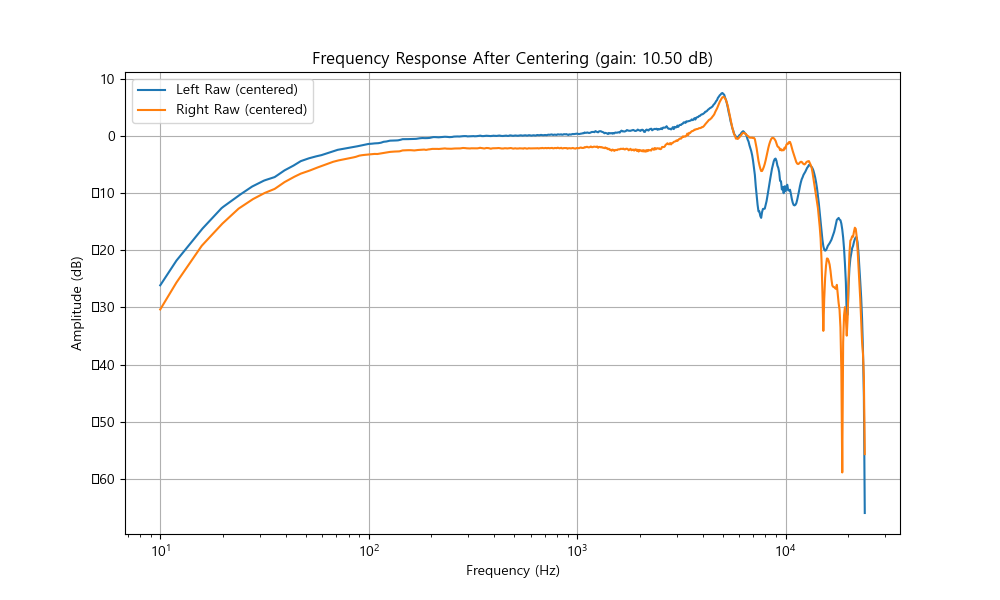 Frequency Response After Centering (gain: 10.50 dB)
Left Raw (centered)
Right Raw (centered)
10
0
▯10
▯20
▯30
▯40
▯50
▯60
Amplitude (dB)
10¹
10²
10³
10⁴
Frequency (Hz)